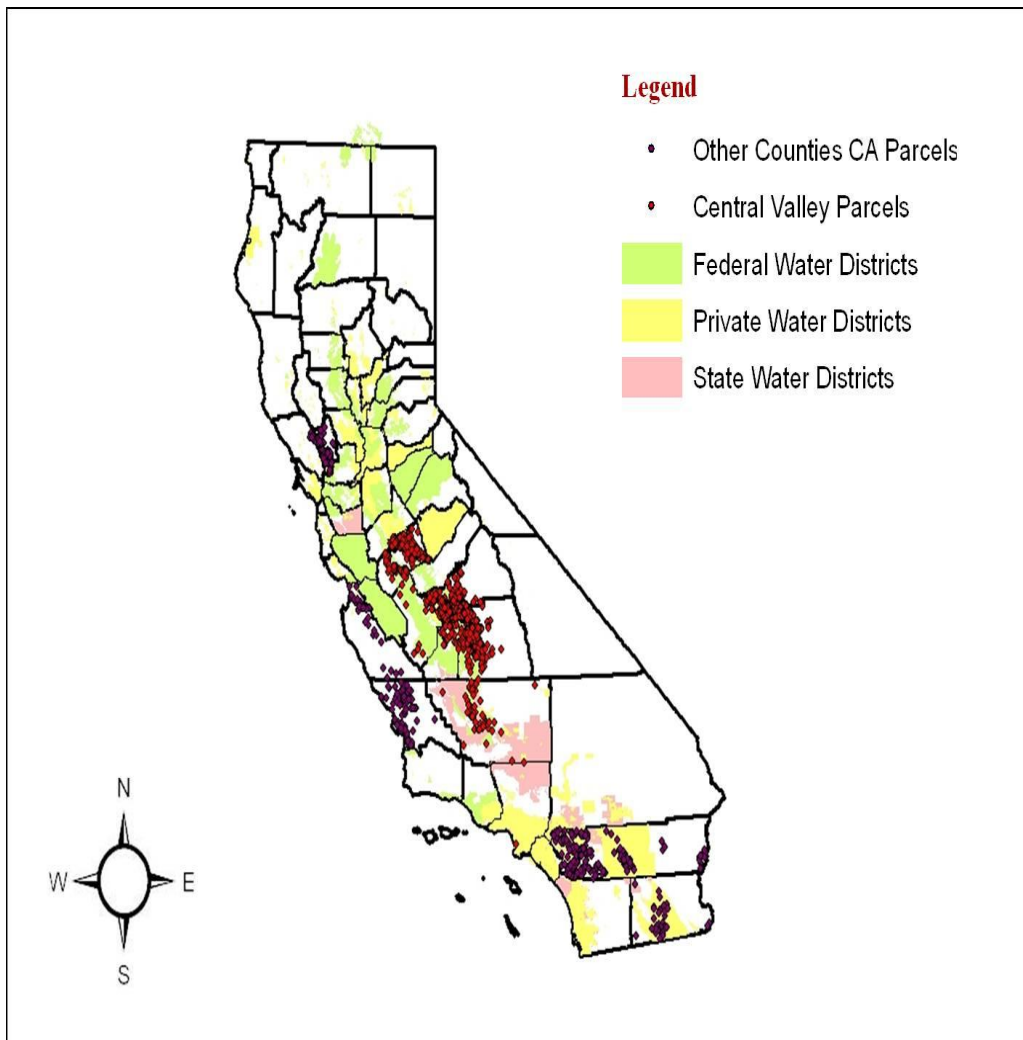 Legend
Other Counties CA Parcels
Central Valley Parcels
Federal Water Districts
Private Water Districts
State Water Districts
N
W E
S